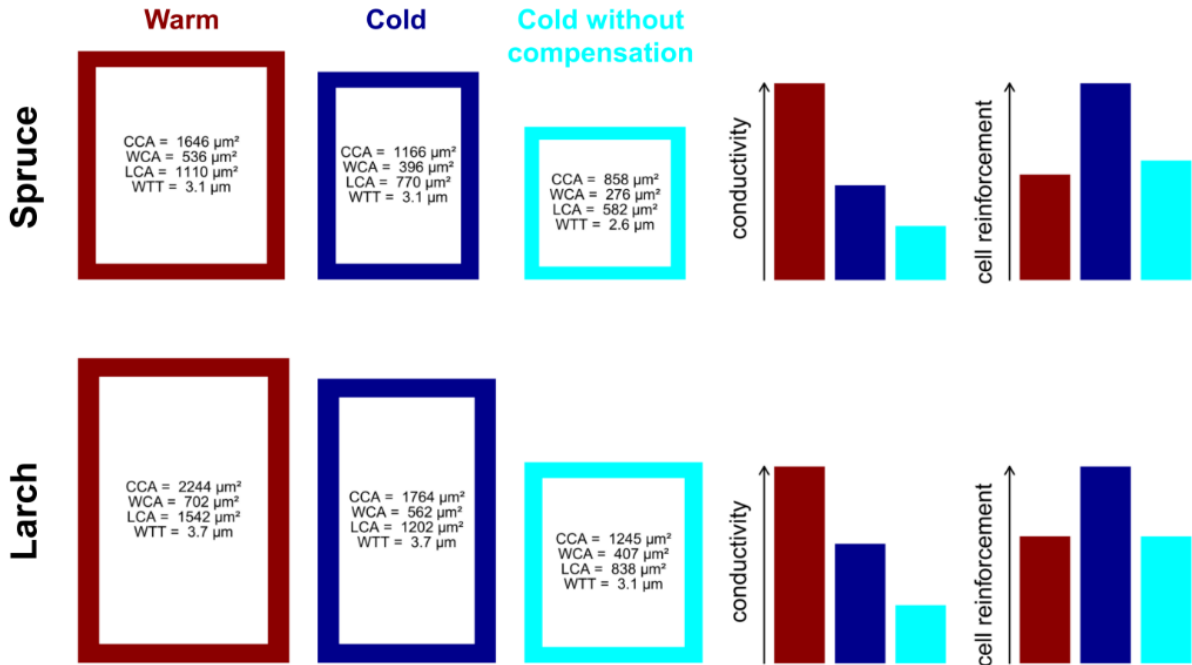 Warm
Cold
Cold without
compensation
Spruce
CCA = 1646 µm²
WCA = 536 µm²
LCA = 1110 µm²
WTT = 3.1 µm
CCA = 1166 µm²
WCA = 396 µm²
LCA = 770 µm²
WTT = 3.1 µm
CCA = 858 µm²
WCA = 276 µm²
LCA = 582 µm²
WTT = 2.6 µm
conductivity
cell reinforcement
Larch
CCA = 2244 µm²
WCA = 702 µm²
LCA = 1542 µm²
WTT = 3.7 µm
CCA = 1764 µm²
WCA = 562 µm²
LCA = 1202 µm²
WTT = 3.7 µm
CCA = 1245 µm²
WCA = 407 µm²
LCA = 838 µm²
WTT = 3.1 µm
conductivity
cell reinforcement